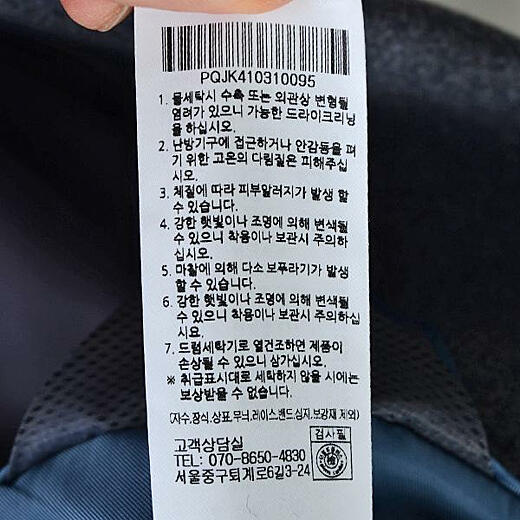 PQJK410310095
1.물세탁시 수축 또는 외관상 변형될
염려가 있으니 가능한 드라이크리닝
을 하십시오.
2. 난방기구에 접근하거나 안감등을 펴
기 위한 고온의 다림질은 피해주십
시오.
3. 체질에 따라 피부알러지가 발생 할
수 있습니다.
4. 강한 햇빛이나 조명에 의해 변색될
수 있으니 착용이나 보관시 주의하
십시오.
5. 마찰에 의해 다소 보푸라기가 발생
할 수 있습니다.
6. 강한 햇빛이나 조명에 의해 변색될
수 있으니 착용이나 보관시 주의하십
시요.
7. 드럼세탁기로 열건조하면 제품이
손상될 수 있으니 삼가십시오.
※ 취급표시대로 세탁하지 않을 시에는
보상받을 수 없습니다.
(자수,장식,상표,무늬,레이스,밴드,심지,보강재 제외)
고객상담실
TEL: 070-8650-4830
서울중구퇴계로6길3-24
검사필